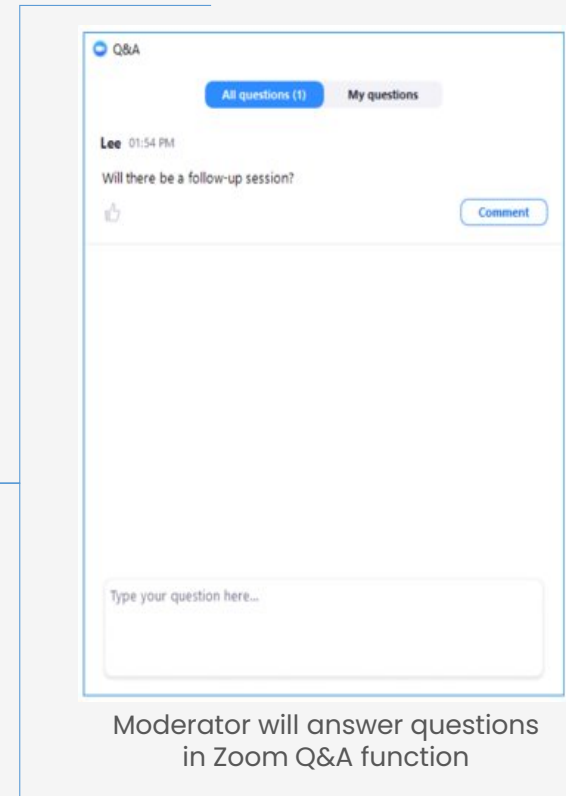 Q&A
All questions (1) My questions
Lee 01:54 PM
Will there be a follow-up session?
Comment
Type your question here...
Moderator will answer questions
in Zoom Q&A function